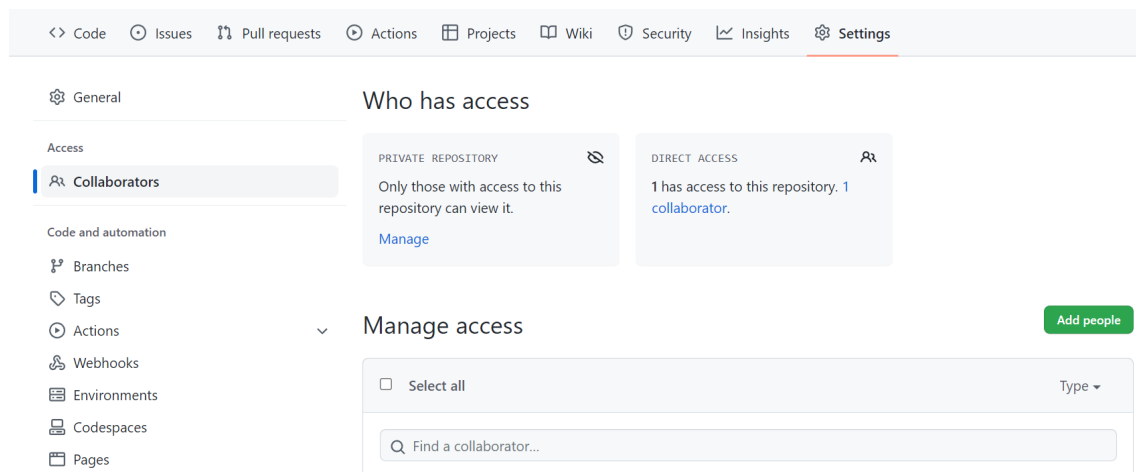 Code Issues Pull requests Actions Projects Wiki Security Insights Settings
General
Access
Collaborators
Code and automation
Branches
Tags
Actions
Webhooks
Environments
Codespaces
Pages
Who has access
PRIVATE REPOSITORY
Only those with access to this
repository can view it.
Manage
DIRECT ACCESS
1 has access to this repository. 1
collaborator.
Manage access
Add people
Select all
Type
Find a collaborator...